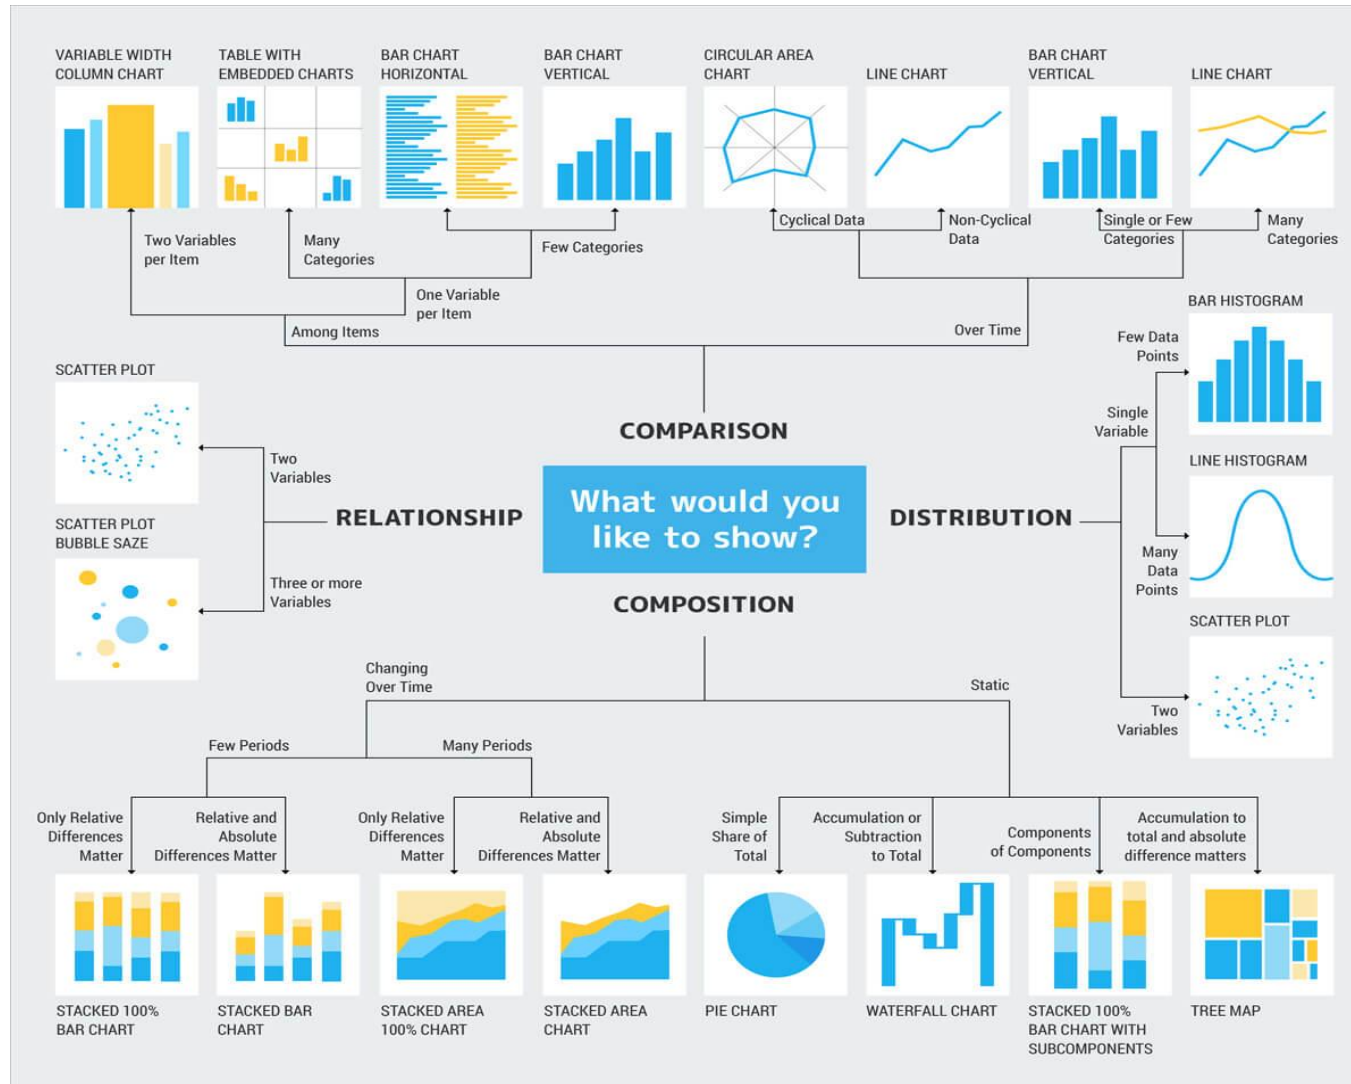 VARIABLE WIDTH
COLUMN CHART
TABLE WITH
EMBEDDED CHARTS
BAR CHART
HORIZONTAL
BAR CHART
VERTICAL
CIRCULAR AREA
CHART
LINE CHART
BAR CHART
VERTICAL
LINE CHART
Two Variables
per Item
Many
Categories
Few Categories
Cyclical Data
Non-Cyclical
Data
Single or Few
Categories
Many
Categories
One Variable
per Item
Among Items
Over Time
BAR HISTOGRAM
Few Data
Points
Single
Variable
SCATTER PLOT
Two
Variables
SCATTER PLOT
BUBBLE SAZE
Three or more
Variables
COMPARISON
RELATIONSHIP
What would you
like to show?
DISTRIBUTION
COMPOSITION
LINE HISTOGRAM
Many
Data
Points
SCATTER PLOT
Two
Variables
Changing
Over Time
Static
Few Periods
Many Periods
Only Relative
Differences
Matter
Relative and
Absolute
Differences Matter
Only Relative
Differences
Matter
Relative and
Absolute
Differences Matter
Simple
Share of
Total
Accumulation or
Subtraction
to Total
Components
of Components
Accumulation to
total and absolute
difference matters
STACKED 100%
BAR CHART
STACKED BAR
CHART
STACKED AREA
100% CHART
STACKED AREA
CHART
PIE CHART
WATERFALL CHART
STACKED 100%
BAR CHART WITH
SUBCOMPONENTS
TREE MAP